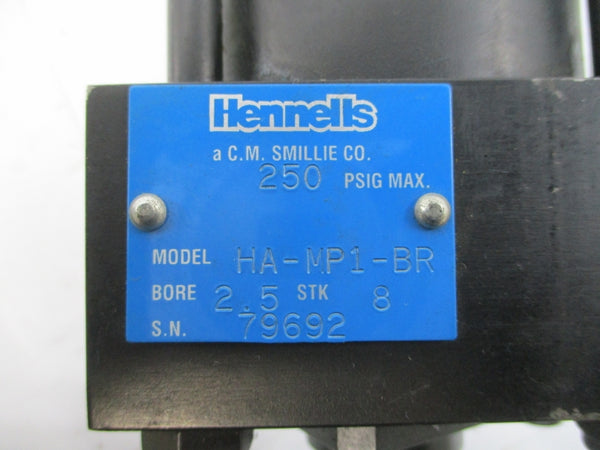 Hennells
a C.M. SMILLIE CO.
250 PSIG MAX.
MODEL HA-MP1-BR
BORE 2.5 STK 8
S.N. 79692